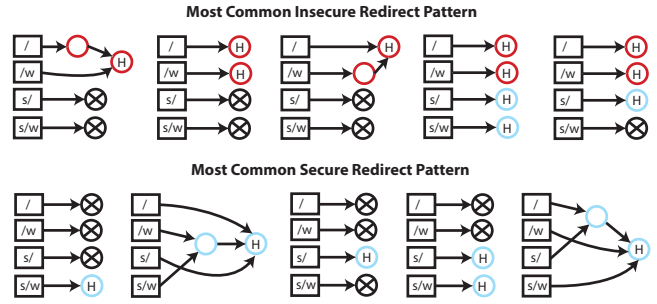 Most Common Insecure Redirect Pattern
/ / H / H / H / H
/w H /w H /w /w H /w H
s/ s/ s/ s/ H s/ H
s/w s/w s/w s/w H s/w
Most Common Secure Redirect Pattern
/ / / / /
/w /w H /w /w /w H
s/ s/ s/ H s/ H s/
s/w H s/w s/w s/w H s/w